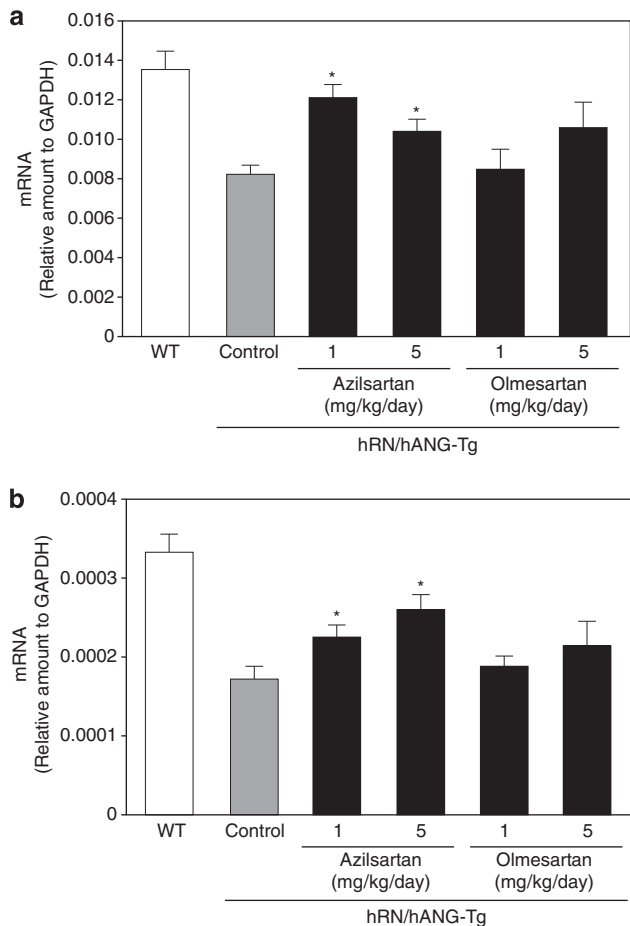 a
mRNA
(Relative amount to GAPDH)
0.016
0.014
0.012
0.010
0.008
0.006
0.004
0.002
0
* *
WT Control 1 5 1 5
Azilsartan Olmesartan
(mg/kg/day) (mg/kg/day)
hRN/hANG-Tg
b
mRNA
(Relative amount to GAPDH)
0.0004
0.0003
0.0002
0.0001
0
* *
WT Control 1 5 1 5
Azilsartan Olmesartan
(mg/kg/day) (mg/kg/day)
hRN/hANG-Tg